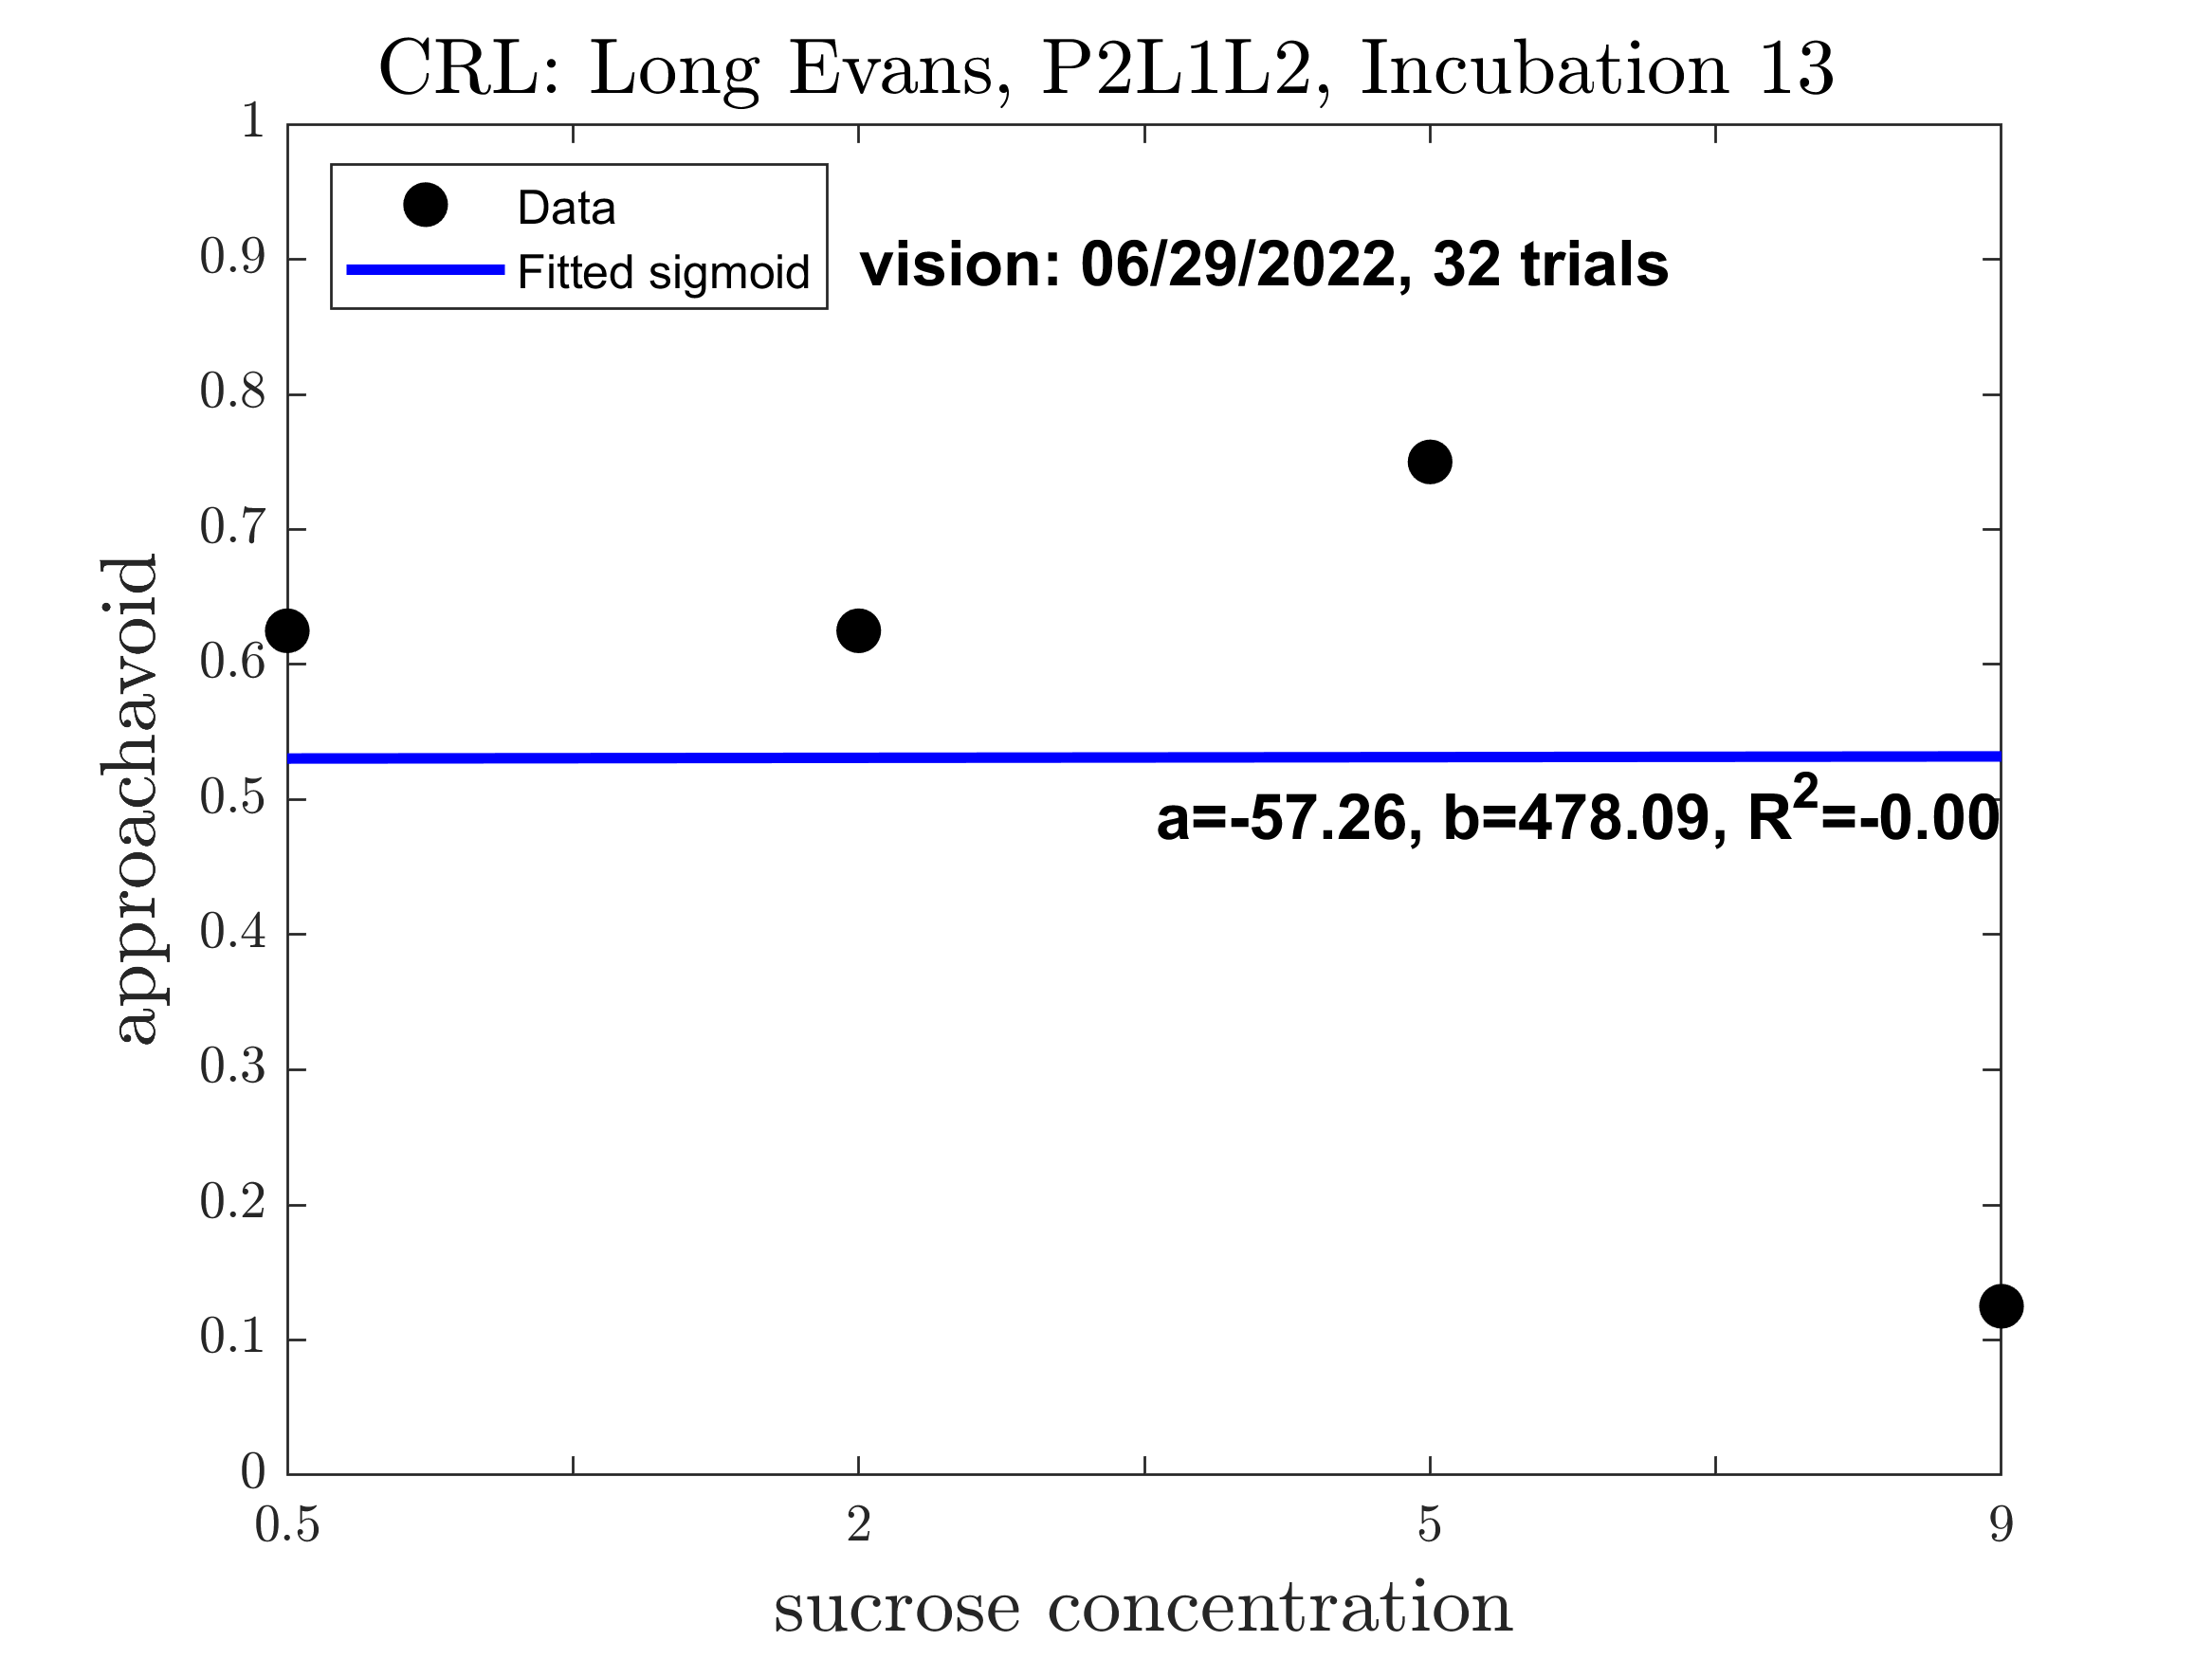 CRL: Long Evans, P2L1L2, Incubation 13
1
0.9
0.8
0.7
0.6
0.5
0.4
0.3
0.2
0.1
0
approachavoid
Data
Fitted sigmoid
vision: 06/29/2022, 32 trials
a=-57.26, b=478.09, R²=-0.00
0.5 2 5 9
sucrose concentration